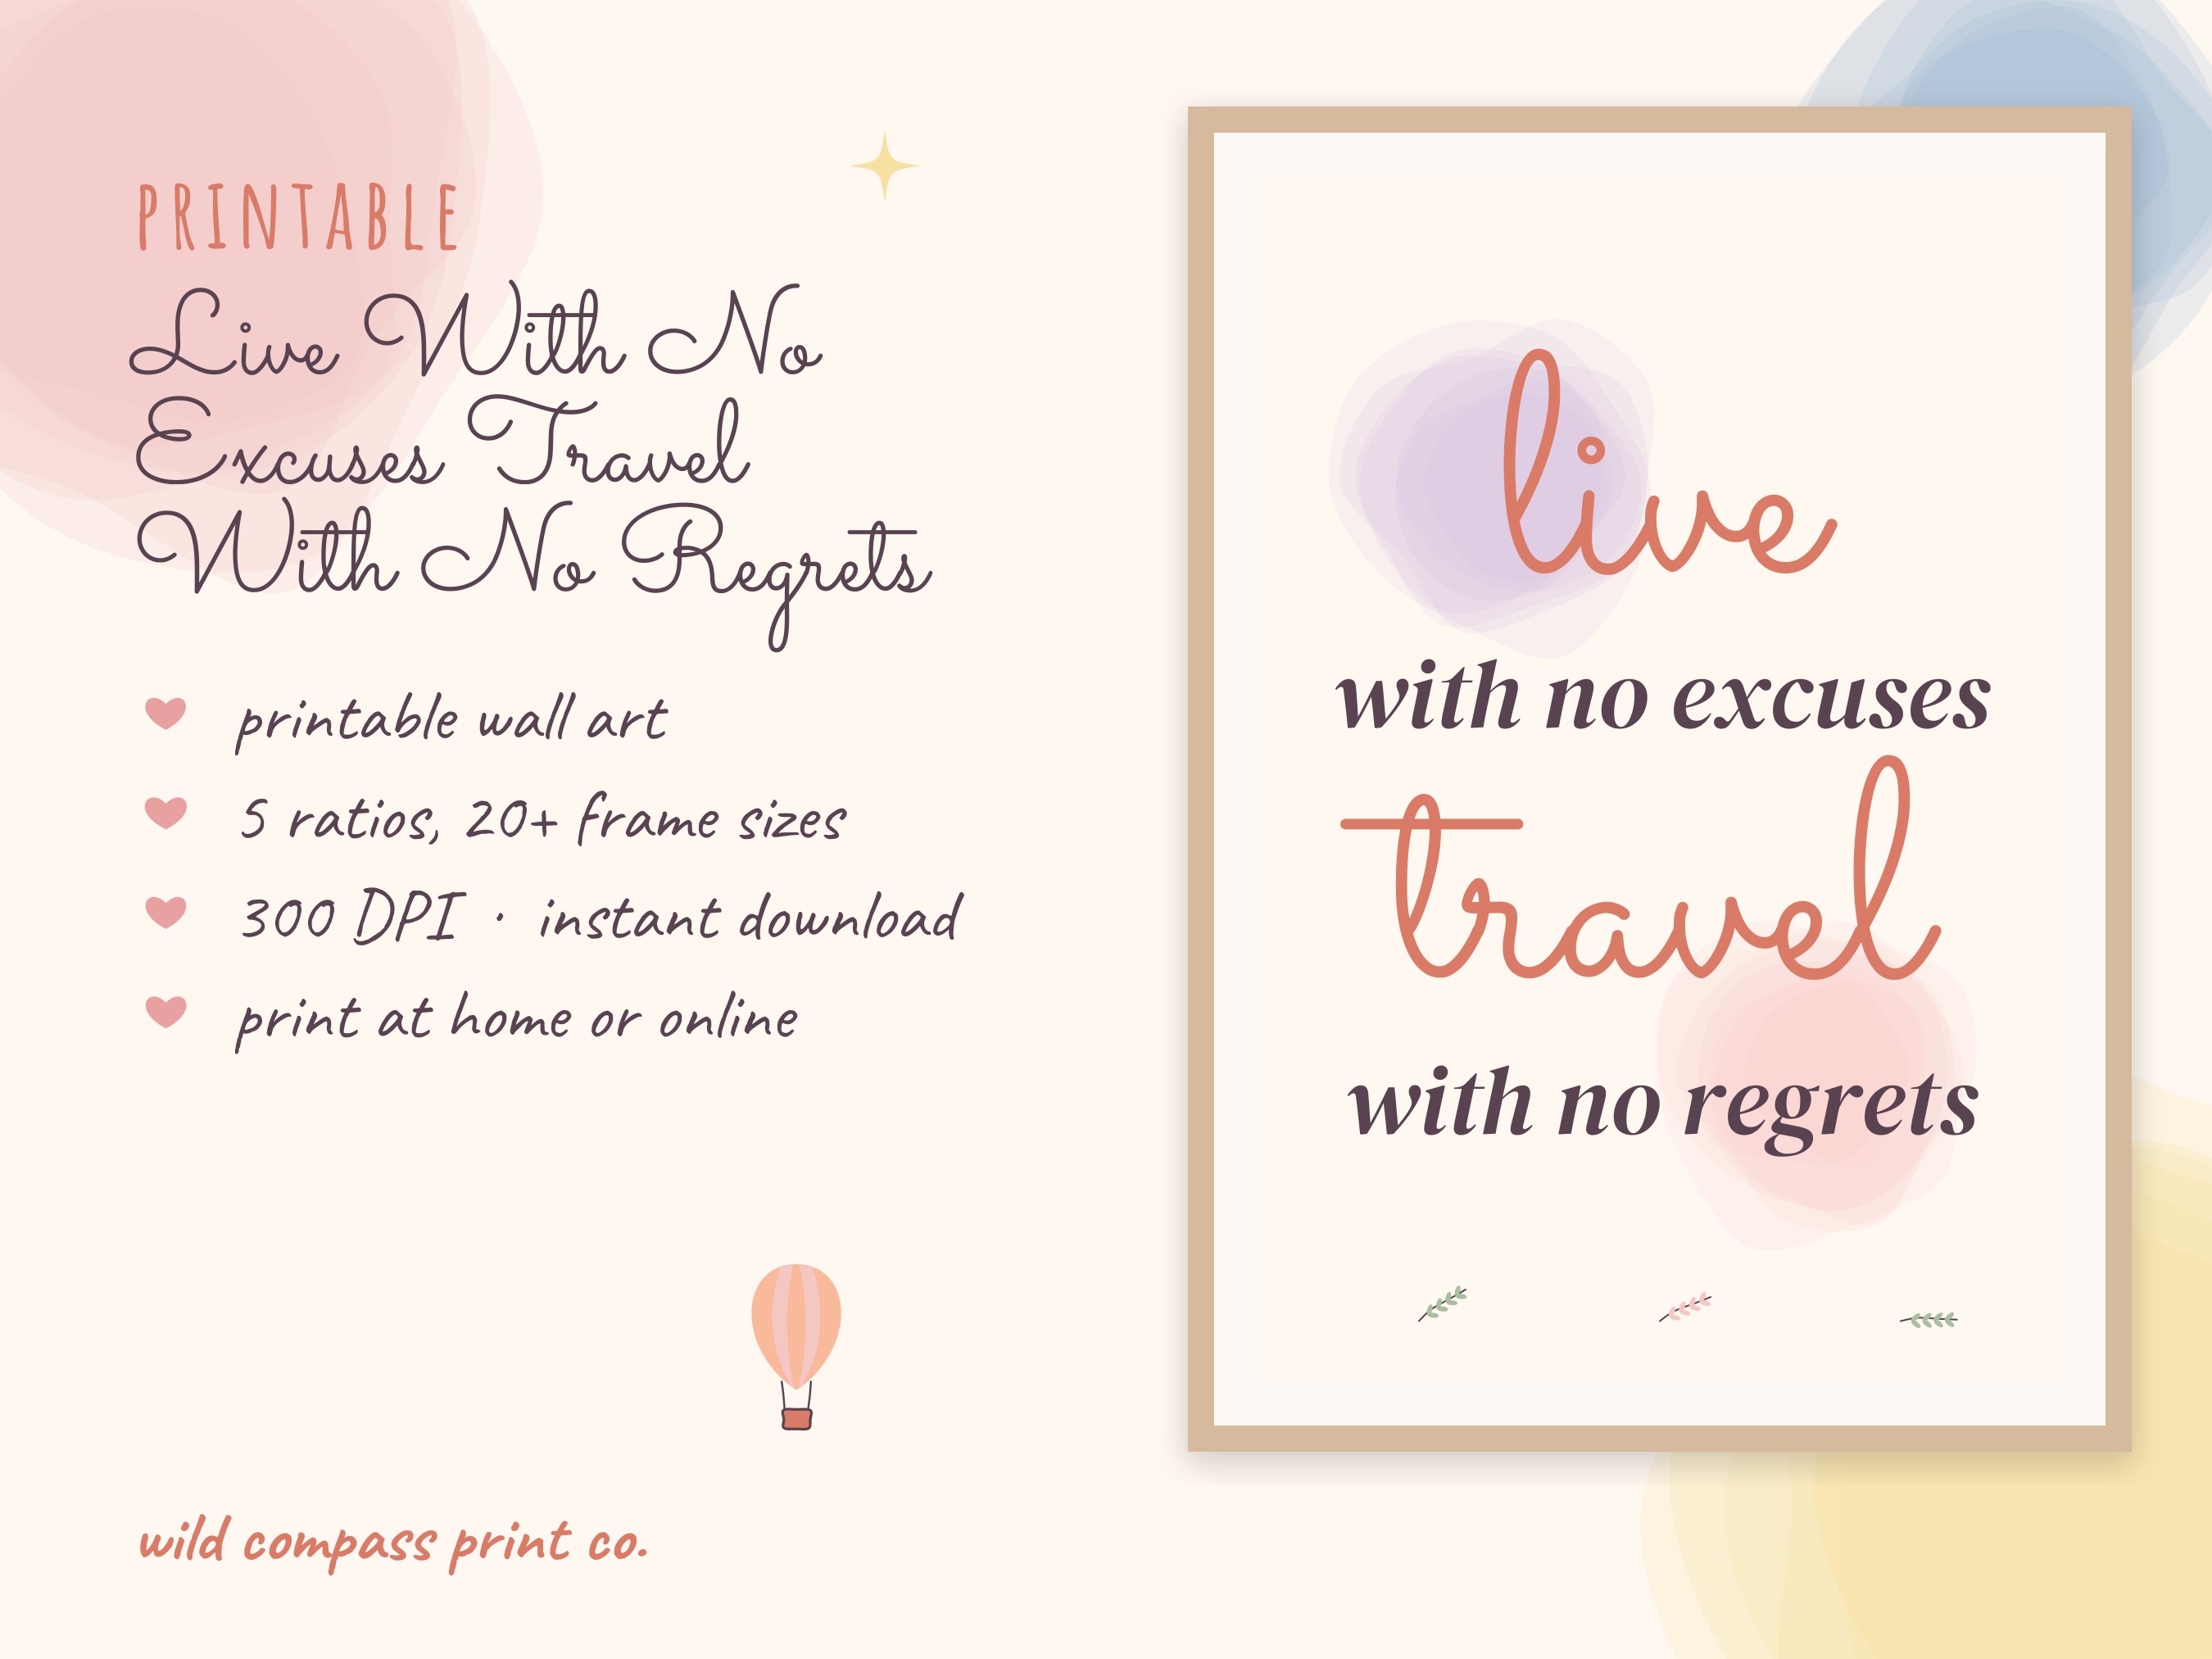 PRINTABLE
Live With No
Excuses Travel
With No Regrets
printable wall art
5 ratios, 20+ frame sizes
300 DPI · instant download
print at home or online
wild compass print co.
live
with no excuses
travel
with no regrets